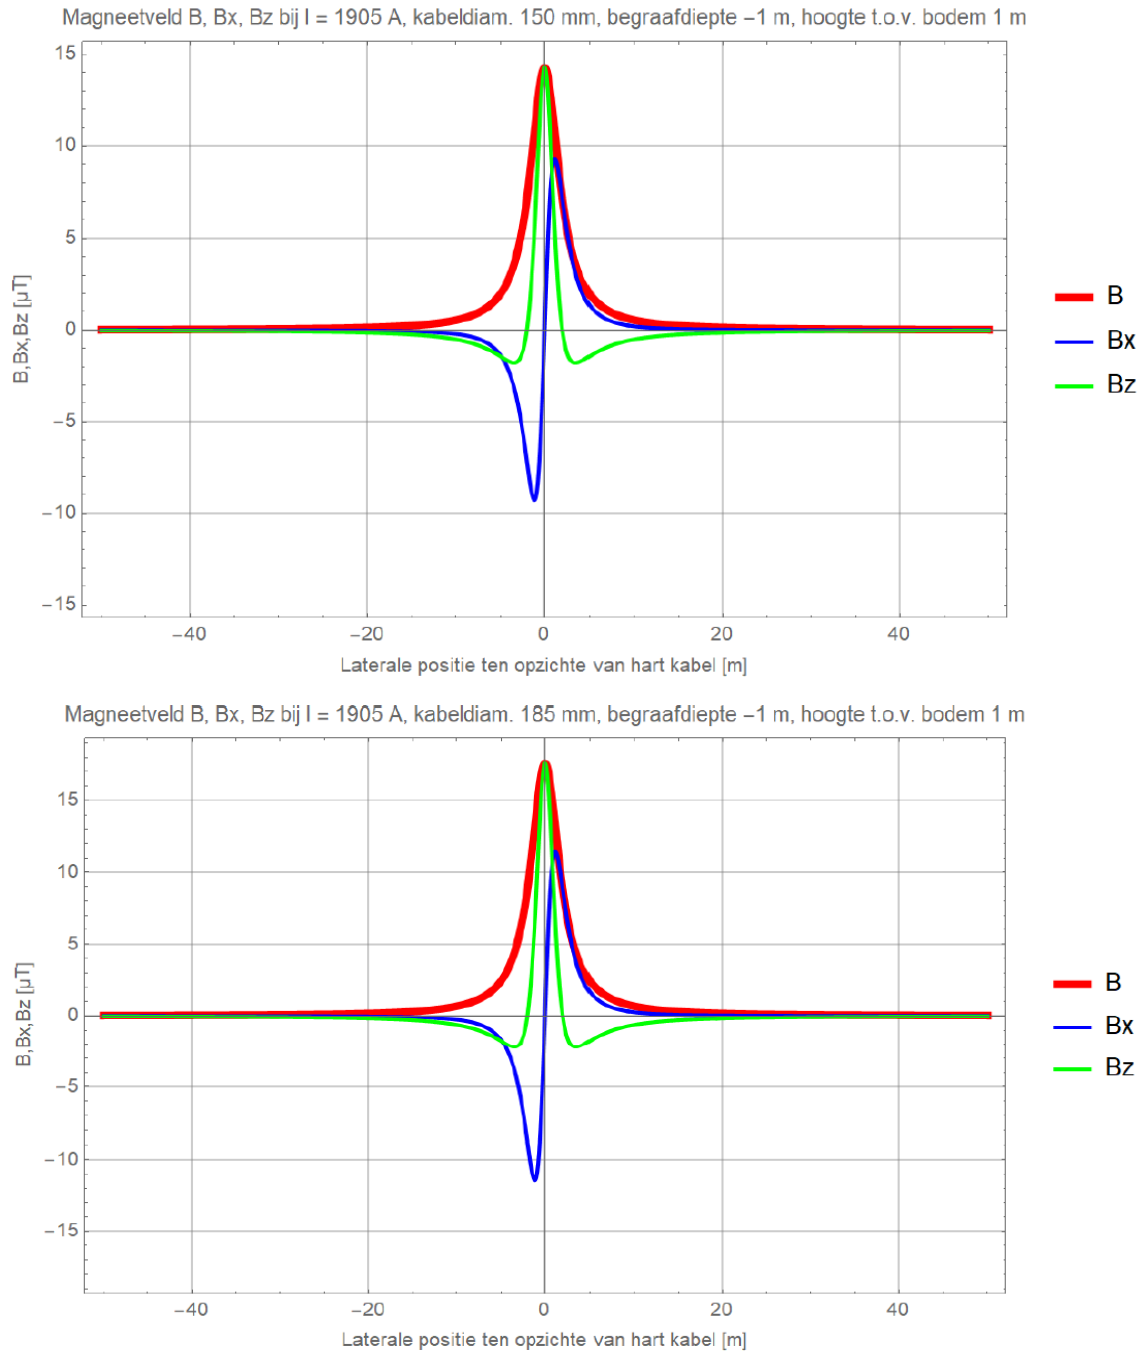 Magneetveld B, Bx, Bz bij I = 1905 A, kabeldiam. 150 mm, begraafdiepte −1 m, hoogte t.o.v. bodem 1 m
15
10
5
0
−5
−10
−15
B,Bx,Bz [µT]
−40 −20 0 20 40
Laterale positie ten opzichte van hart kabel [m]
B
Bx
Bz
Magneetveld B, Bx, Bz bij I = 1905 A, kabeldiam. 185 mm, begraafdiepte −1 m, hoogte t.o.v. bodem 1 m
15
10
5
0
−5
−10
−15
B,Bx,Bz [µT]
−40 −20 0 20 40
Laterale positie ten opzichte van hart kabel [m]
B
Bx
Bz